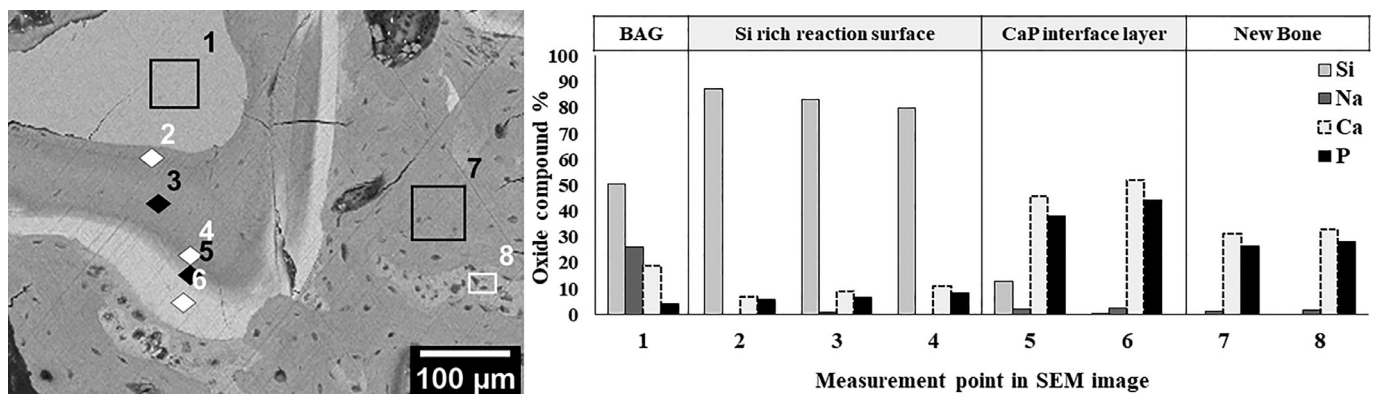 1
2
3
4
5
6
7
8
100 µm
BAG
Si rich reaction surface
CaP interface layer
New Bone
Oxide compound %
100
90
80
70
60
50
40
30
20
10
0
Si
Na
Ca
P
1 2 3 4 5 6 7 8
Measurement point in SEM image